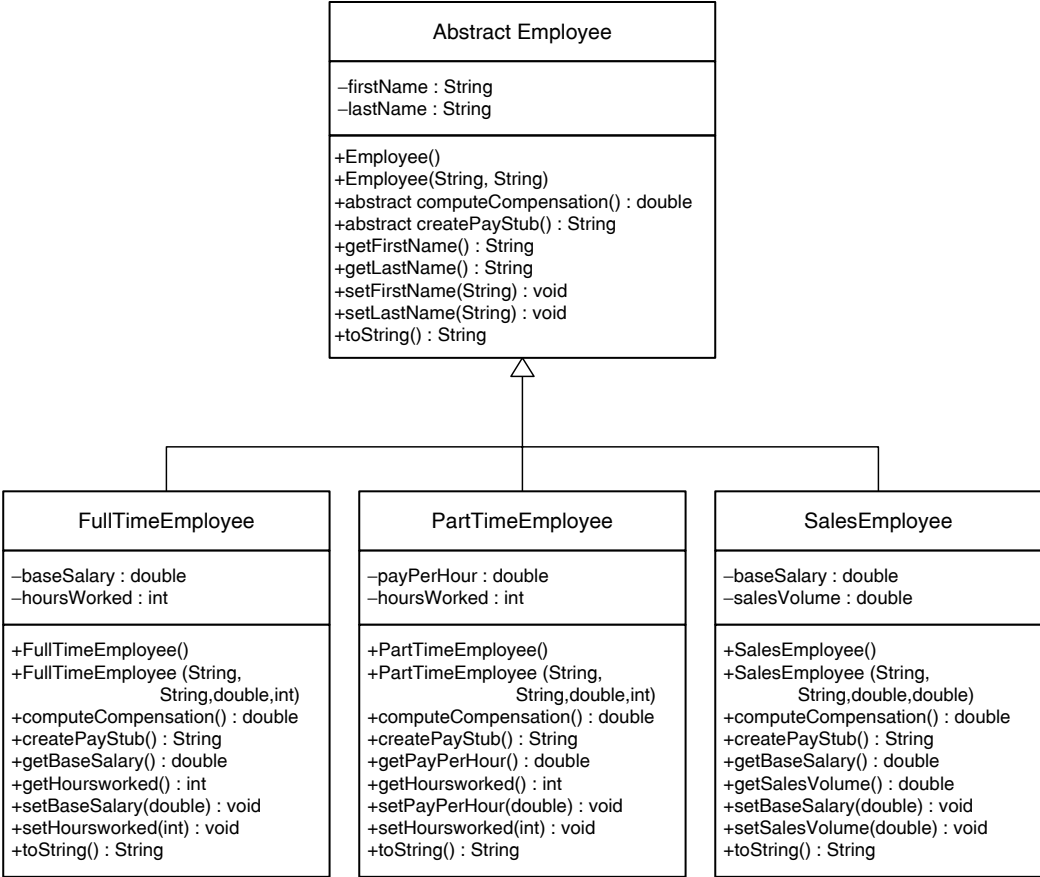 Abstract Employee
–firstName : String
–lastName : String
+Employee()
+Employee(String, String)
+abstract computeCompensation() : double
+abstract createPayStub() : String
+getFirstName() : String
+getLastName() : String
+setFirstName(String) : void
+setLastName(String) : void
+toString() : String
FullTimeEmployee
–baseSalary : double
–hoursWorked : int
+FullTimeEmployee()
+FullTimeEmployee (String,
String,double,int)
+computeCompensation() : double
+createPayStub() : String
+getBaseSalary() : double
+getHoursworked() : int
+setBaseSalary(double) : void
+setHoursworked(int) : void
+toString() : String
PartTimeEmployee
–payPerHour : double
–hoursWorked : int
+PartTimeEmployee()
+PartTimeEmployee (String,
String,double,int)
+computeCompensation() : double
+createPayStub() : String
+getPayPerHour() : double
+getHoursworked() : int
+setPayPerHour(double) : void
+setHoursworked(int) : void
+toString() : String
SalesEmployee
–baseSalary : double
–salesVolume : double
+SalesEmployee()
+SalesEmployee (String,
String,double,double)
+computeCompensation() : double
+createPayStub() : String
+getBaseSalary() : double
+getSalesVolume() : double
+setBaseSalary(double) : void
+setSalesVolume(double) : void
+toString() : String